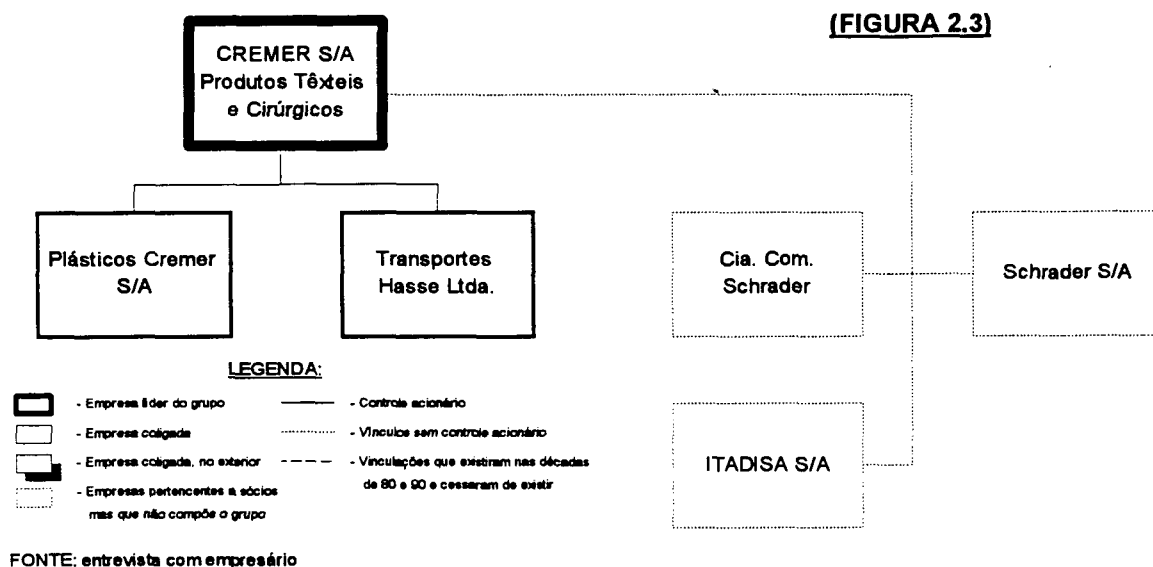 (FIGURA 2.3)
CREMER S/A
Produtos Têxteis
e Cirúrgicos
Plásticos Cremer
S/A
Transportes
Hasse Ltda.
Cia. Com.
Schrader
Schrader S/A
ITADISA S/A
LEGENDA:
- Empresa líder do grupo
- Empresa coligada
- Empresa coligada, no exterior
- Empresas pertencentes a sócios
mas que não compõe o grupo
- Controle acionário
- Vínculos sem controle acionário
- Vinculações que existiram nas décadas
de 80 e 90 e cessaram de existir
FONTE: entrevista com empresário